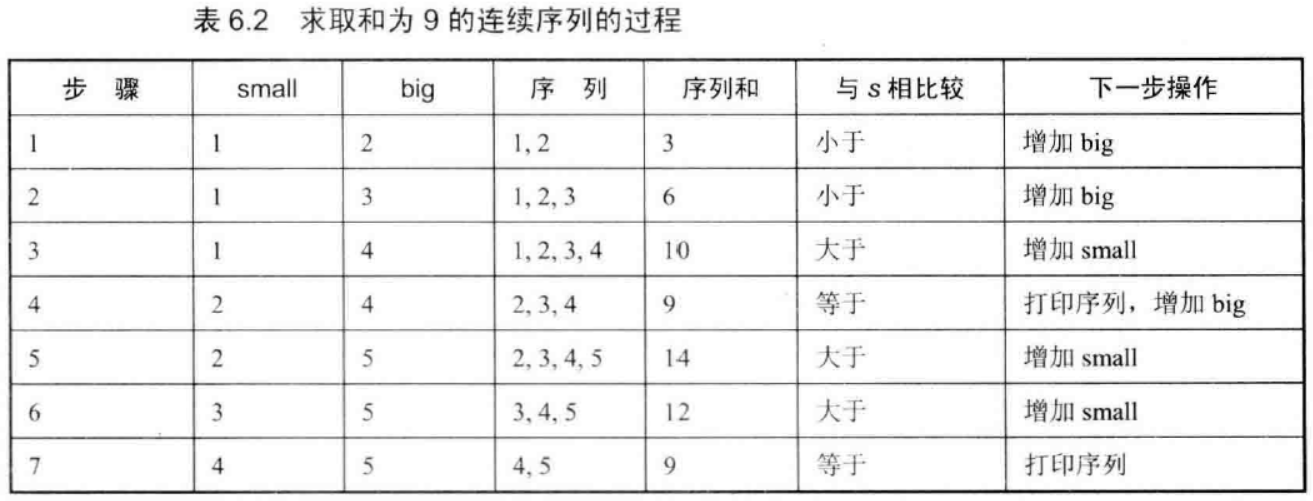 表 6.2 求取和为 9 的连续序列的过程
步 骤 small big 序 列 序列和 与 s 相比较 下一步操作
1 1 2 1, 2 3 小于 增加 big
2 1 3 1, 2, 3 6 小于 增加 big
3 1 4 1, 2, 3, 4 10 大于 增加 small
4 2 4 2, 3, 4 9 等于 打印序列，增加 big
5 2 5 2, 3, 4, 5 14 大于 增加 small
6 3 5 3, 4, 5 12 大于 增加 small
7 4 5 4, 5 9 等于 打印序列